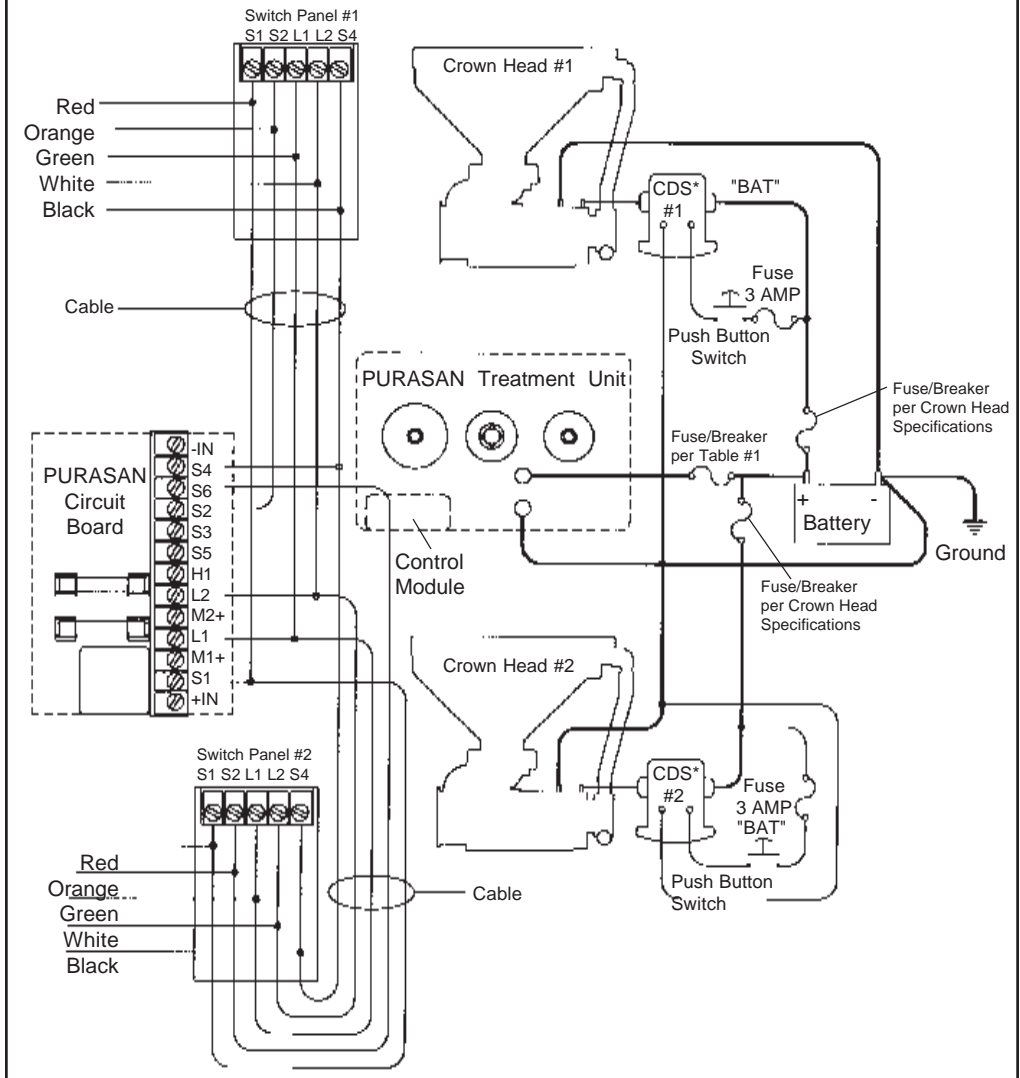 Switch Panel #1
S1 S2 L1 L2 S4
Red
Orange
Green
White
Black
Cable
Crown Head #1
CDS*
#1
"BAT"
Fuse
3 AMP
Push Button
Switch
PURASAN Treatment Unit
Control
Module
Fuse/Breaker
per Table #1
Fuse/Breaker
per Crown Head
Specifications
+ -
Battery
Ground
Fuse/Breaker
per Crown Head
Specifications
PURASAN
Circuit
Board
-IN
S4
S6
S2
S3
S5
H1
L2
M2+
L1
M1+
S1
+IN
Crown Head #2
CDS*
#2
Fuse
3 AMP
"BAT"
Push Button
Switch
Switch Panel #2
S1 S2 L1 L2 S4
Red
Orange
Green
White
Black
Cable